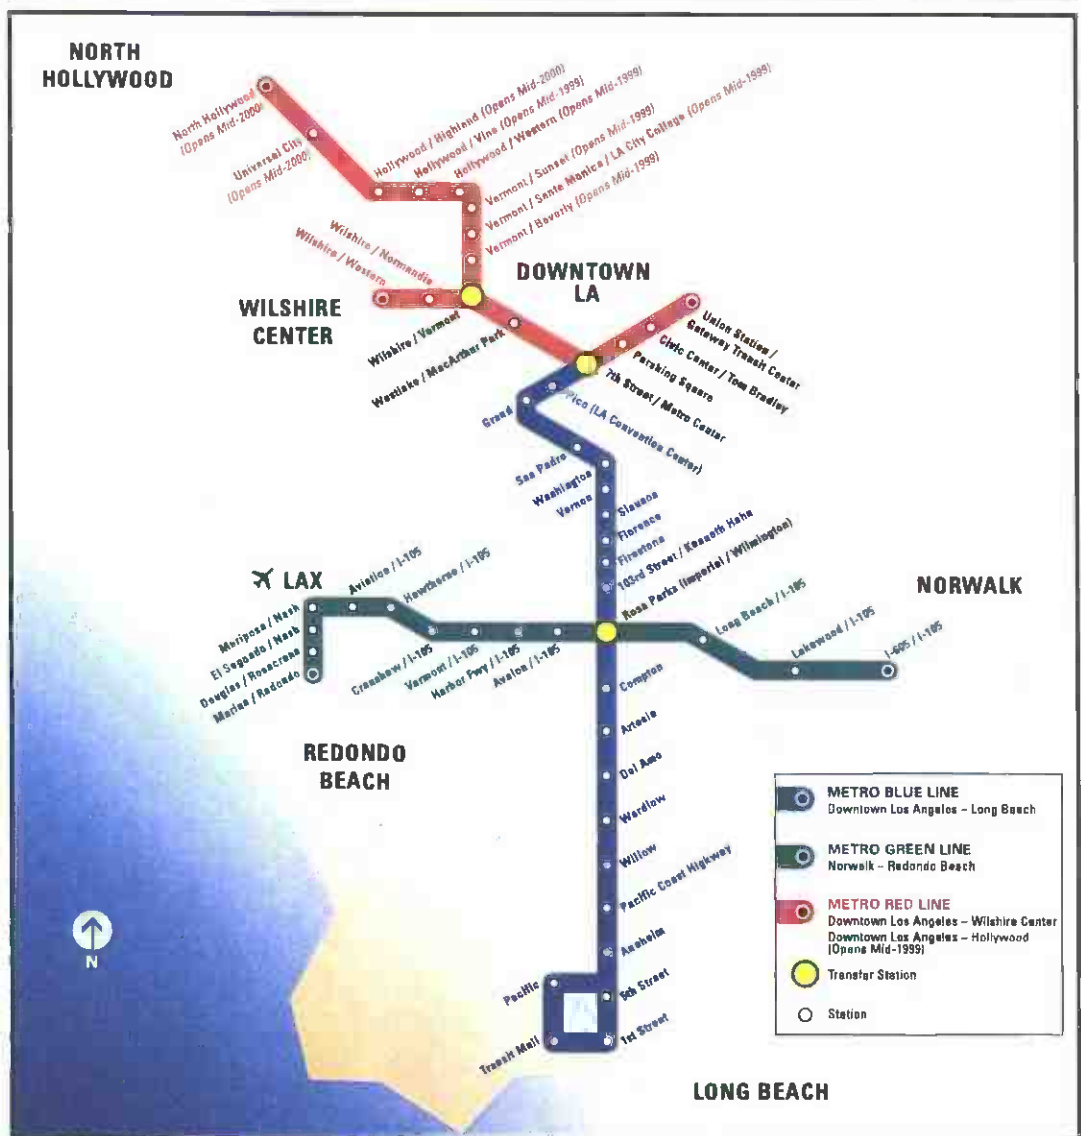 NORTH
HOLLYWOOD
North Hollywood
(Opens Mid-2000)
Universal City
(Opens Mid-2000)
Hollywood / Highland (Opens Mid-2000)
Hollywood / Vine (Opens Mid-1999)
Hollywood / Western (Opens Mid-1999)
Vermont / Sunset (Opens Mid-1999)
Vermont / Santa Monica / LA City College (Opens Mid-1999)
Vermont / Beverly (Opens Mid-1999)
Wilshire / Normandie
Wilshire / Western
WILSHIRE
CENTER
Wilshire / Vermont
Westlake / MacArthur Park
DOWNTOWN
LA
Union Station /
Gateway Transit Center
Civic Center / Tom Bradley
Pershing Square
7th Street / Metro Center
Pico (LA Convention Center)
Grand
San Pedro
Washington
Vernon
Slauson
Florence
Firestone
103rd Street / Kenneth Hahn
Rosa Parks (Imperial / Wilmington)
LAX
Aviation / I-105
Hawthorne / I-105
Mariposa / Nash
El Segundo / Nash
Douglas / Rosecrans
Marine / Redondo
Crenshaw / I-105
Vermont / I-105
Harbor Fwy / I-105
Avalon / I-105
Long Beach / I-105
Lakewood / I-105
I-605 / I-105
NORWALK
REDONDO
BEACH
Compton
Artesia
Del Amo
Wardlow
Willow
Pacific Coast Highway
Anaheim
5th Street
1st Street
Pacific
Transit Mall
LONG BEACH
N
METRO BLUE LINE
Downtown Los Angeles – Long Beach
METRO GREEN LINE
Norwalk – Redondo Beach
METRO RED LINE
Downtown Los Angeles – Wilshire Center
Downtown Los Angeles – Hollywood
(Opens Mid-1999)
Transfer Station
Station